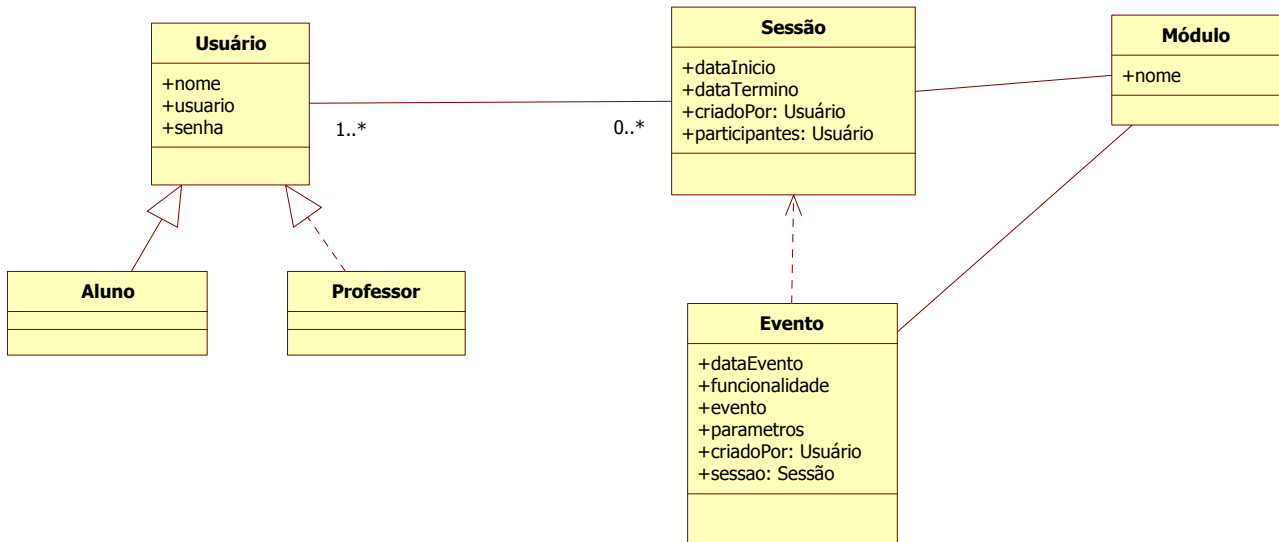 Usuário
+nome
+usuario
+senha
1..*
0..*
Sessão
+dataInicio
+dataTermino
+criadoPor: Usuário
+participantes: Usuário
Módulo
+nome
Aluno
Professor
Evento
+dataEvento
+funcionalidade
+evento
+parametros
+criadoPor: Usuário
+sessao: Sessão